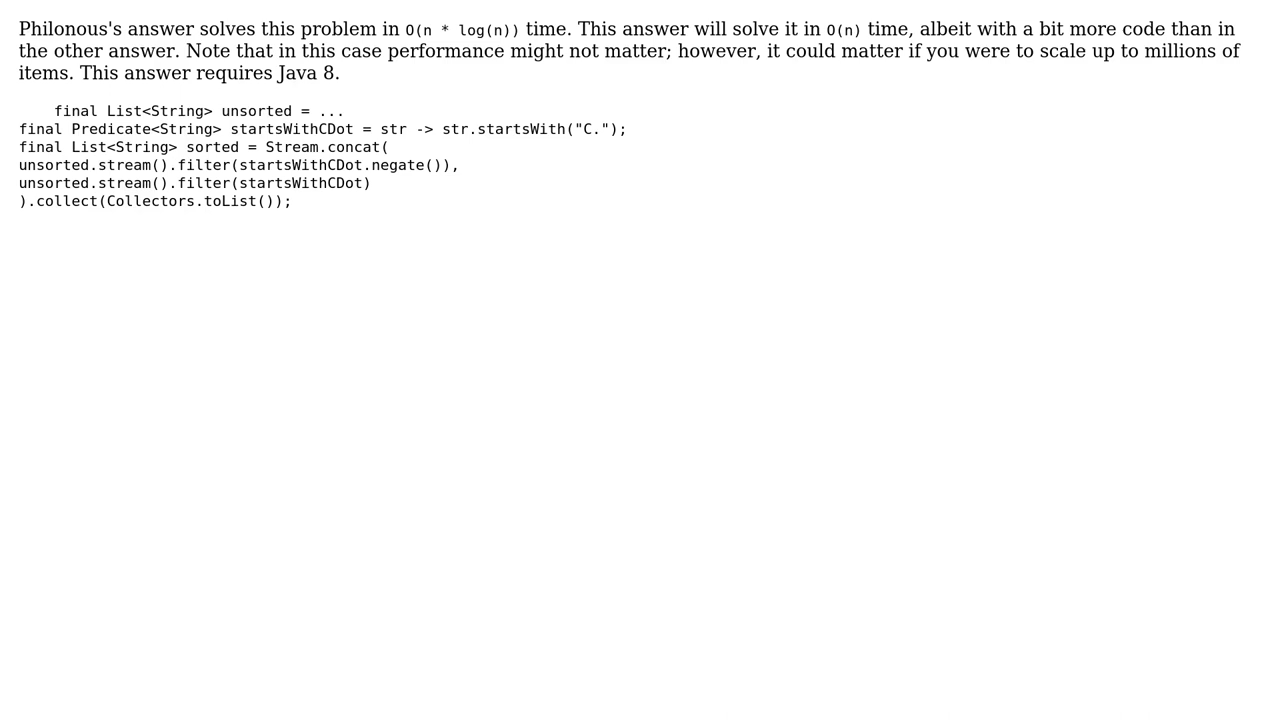 Philonous's answer solves this problem in O(n * log(n)) time. This answer will solve it in O(n) time, albeit with a bit more code than in
the other answer. Note that in this case performance might not matter; however, it could matter if you were to scale up to millions of
items. This answer requires Java 8.
    final List<String> unsorted = ...
final Predicate<String> startsWithCDot = str -> str.startsWith("C.");
final List<String> sorted = Stream.concat(
unsorted.stream().filter(startsWithCDot.negate()),
unsorted.stream().filter(startsWithCDot)
).collect(Collectors.toList());